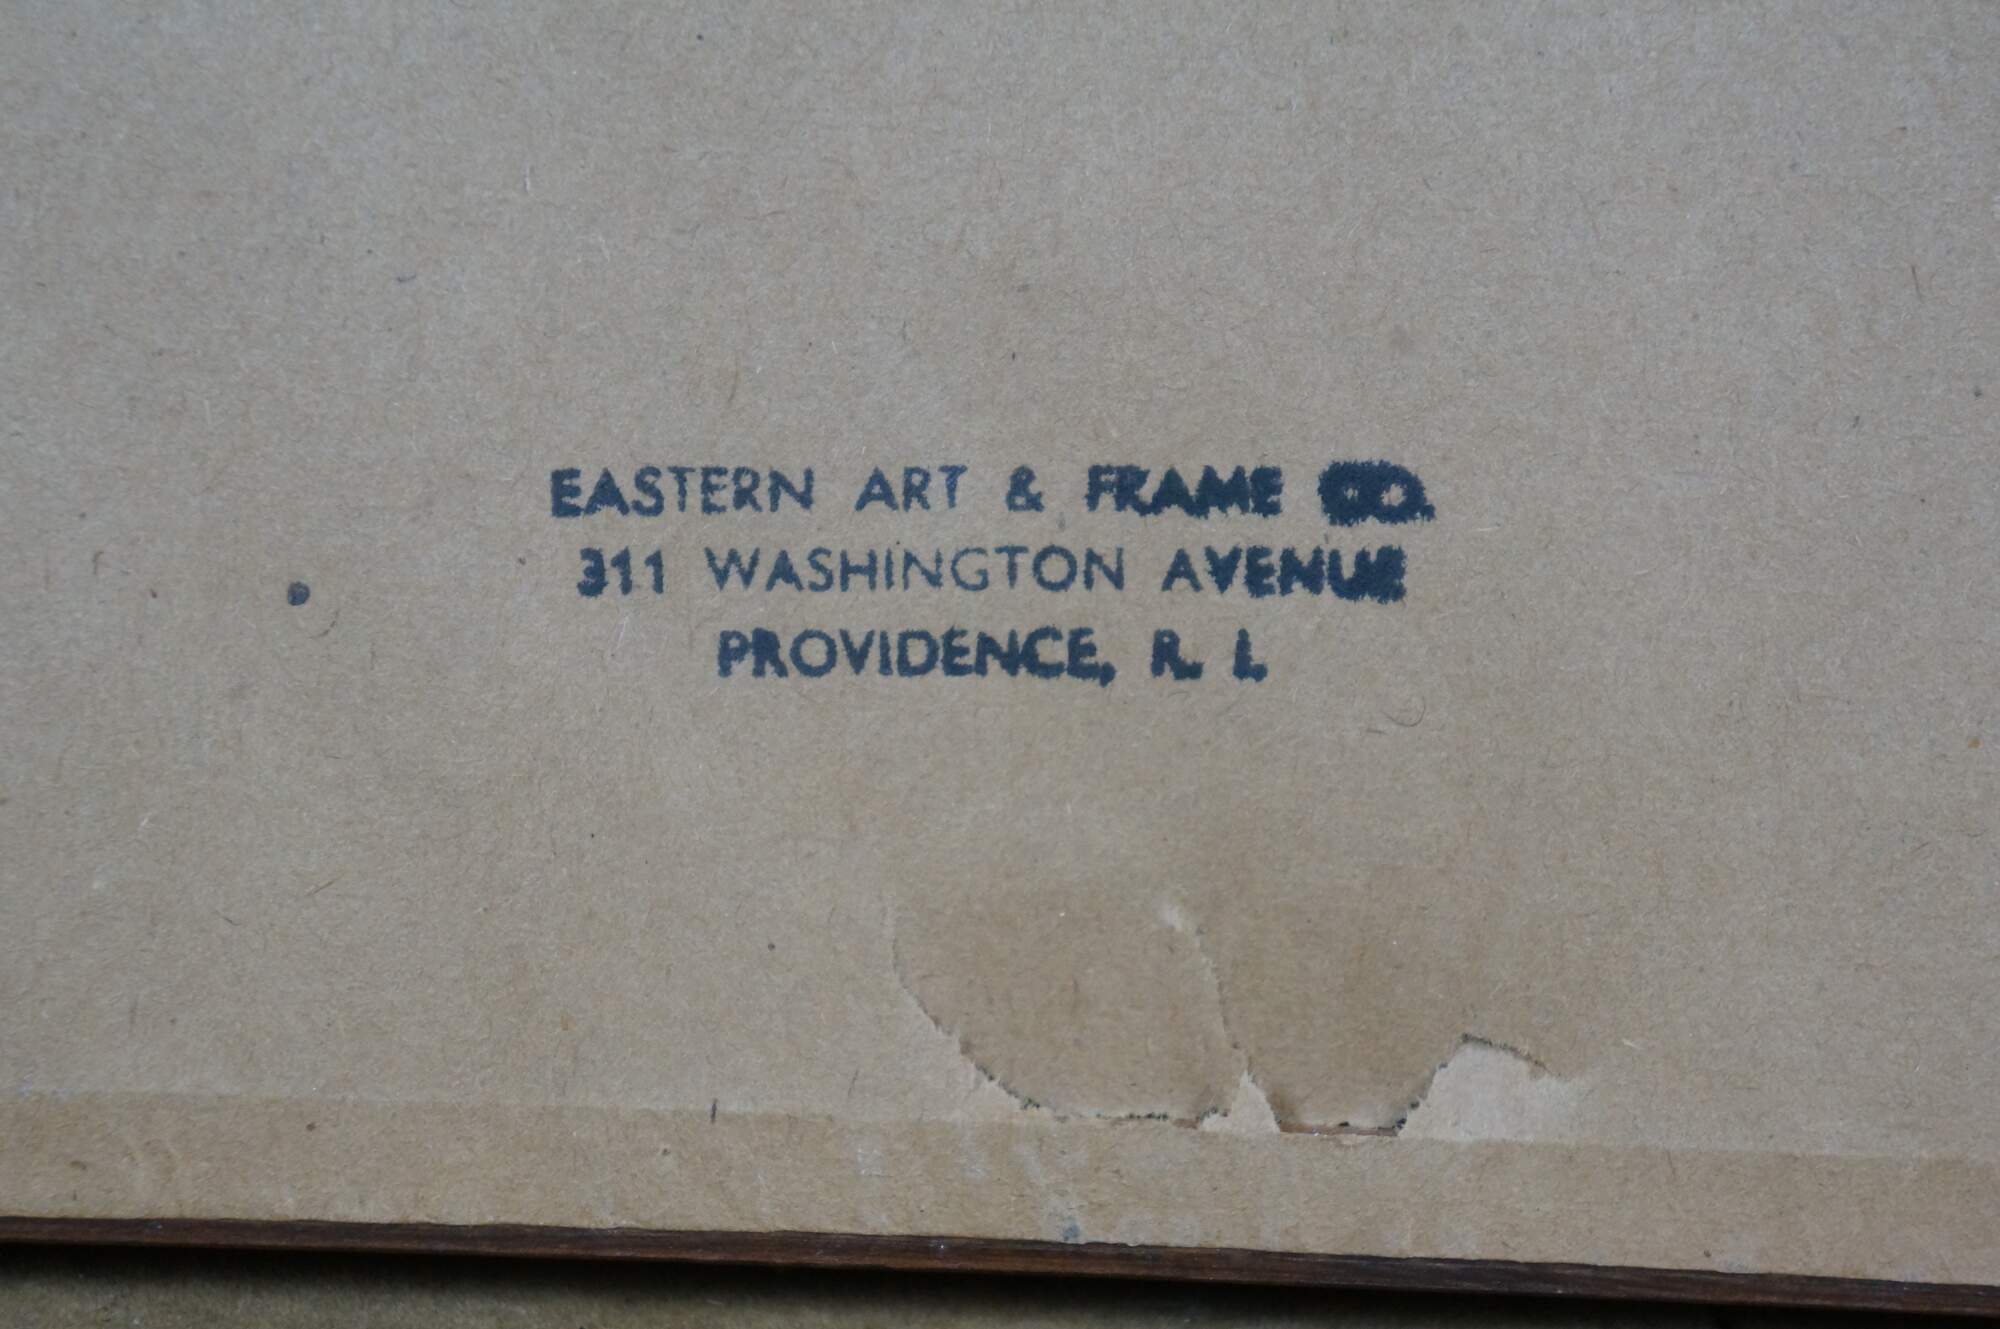 EASTERN ART & FRAME CO.
311 WASHINGTON AVENUE
PROVIDENCE, R. I.